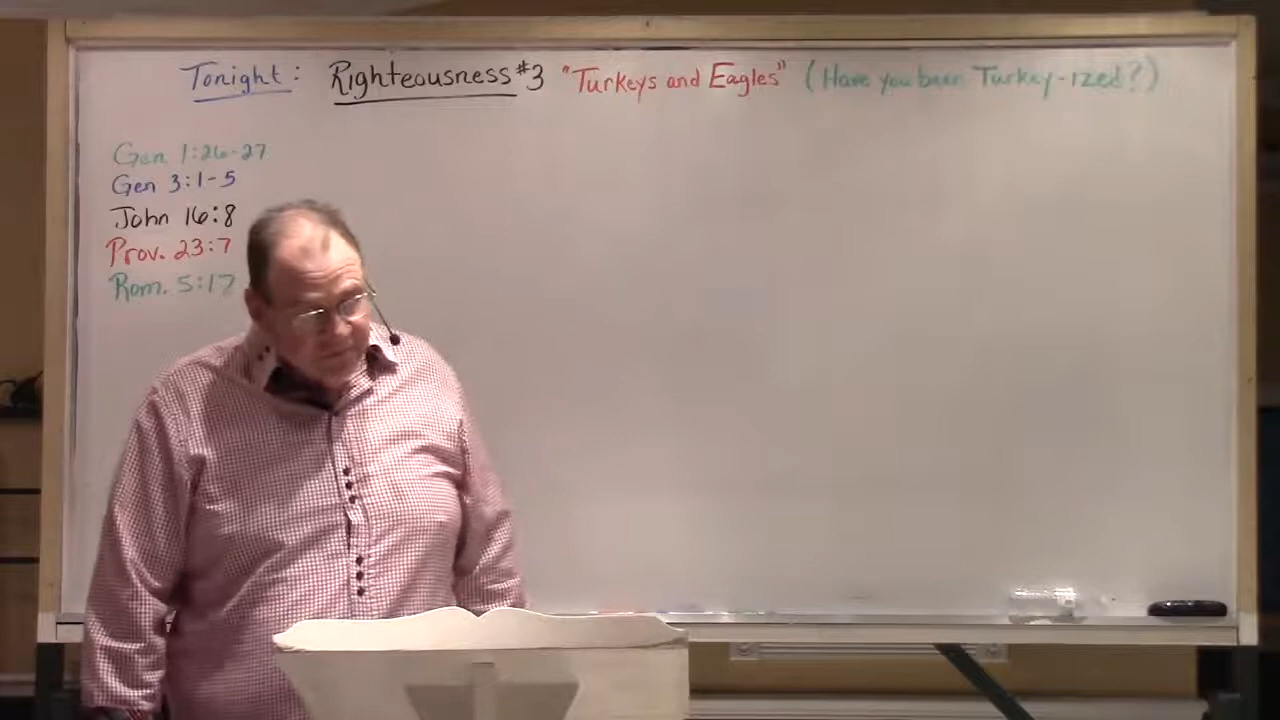 Tonight: Righteousness #3 "Turkeys and Eagles" (Have you been Turkey-ized?)
Gen. 1:26-27
Gen 3:1-5
John 16:8
Prov. 23:7
Rom. 5:17